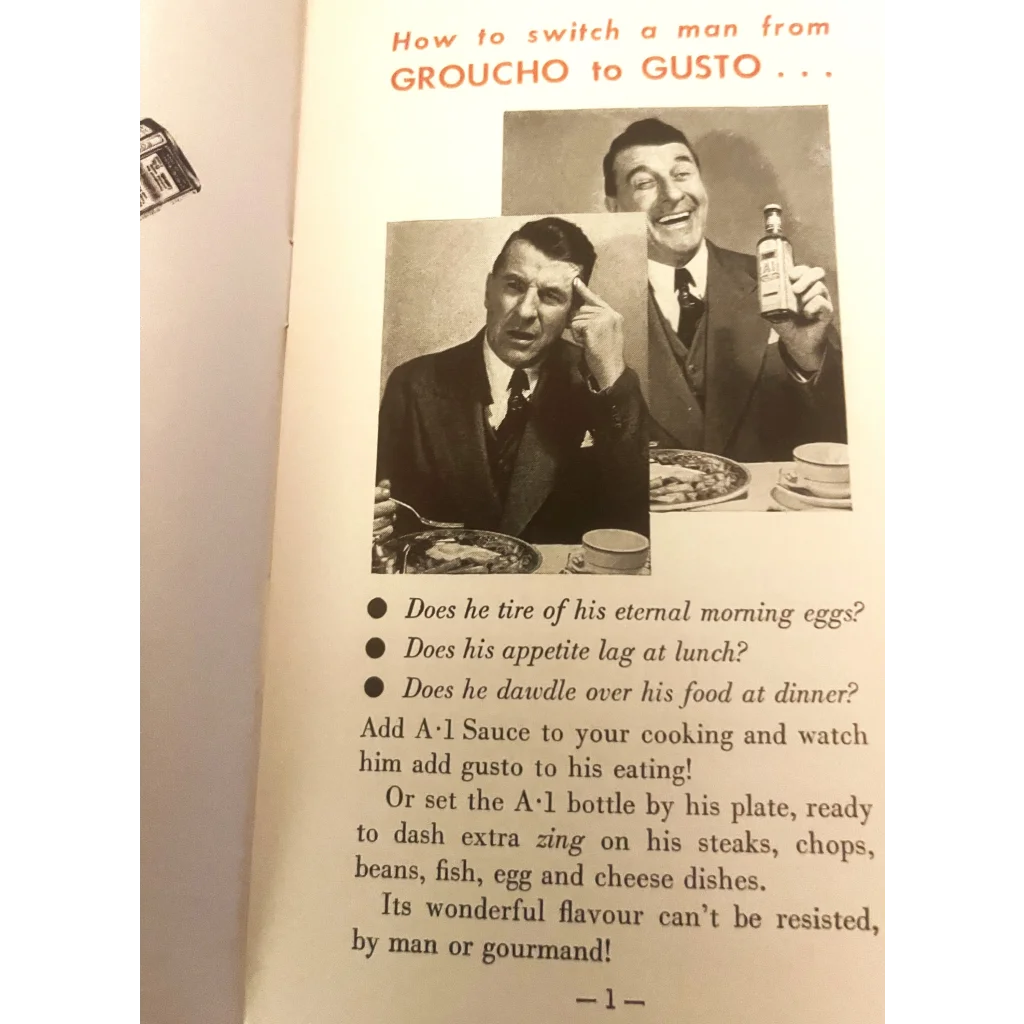 How to switch a man from
GROUCHO to GUSTO . . .
A·1
● Does he tire of his eternal morning eggs?
● Does his appetite lag at lunch?
● Does he dawdle over his food at dinner?
Add A·1 Sauce to your cooking and watch
him add gusto to his eating!
Or set the A·1 bottle by his plate, ready
to dash extra zing on his steaks, chops,
beans, fish, egg and cheese dishes.
Its wonderful flavour can't be resisted,
by man or gourmand!
— 1 —